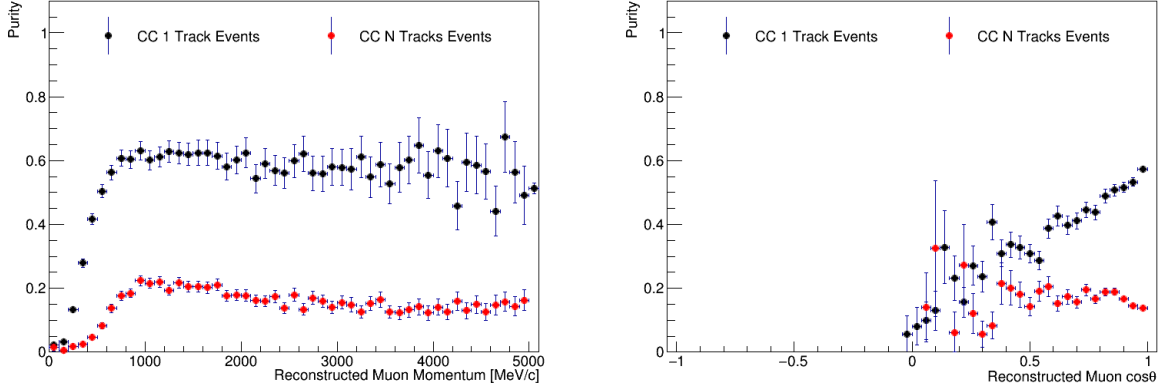 Purity
1
0.8
0.6
0.4
0.2
0
CC 1 Track Events
CC N Tracks Events
0 1000 2000 3000 4000 5000
Reconstructed Muon Momentum [MeV/c]
Purity
1
0.8
0.6
0.4
0.2
0
CC 1 Track Events
CC N Tracks Events
−1 −0.5 0 0.5 1
Reconstructed Muon cosθ